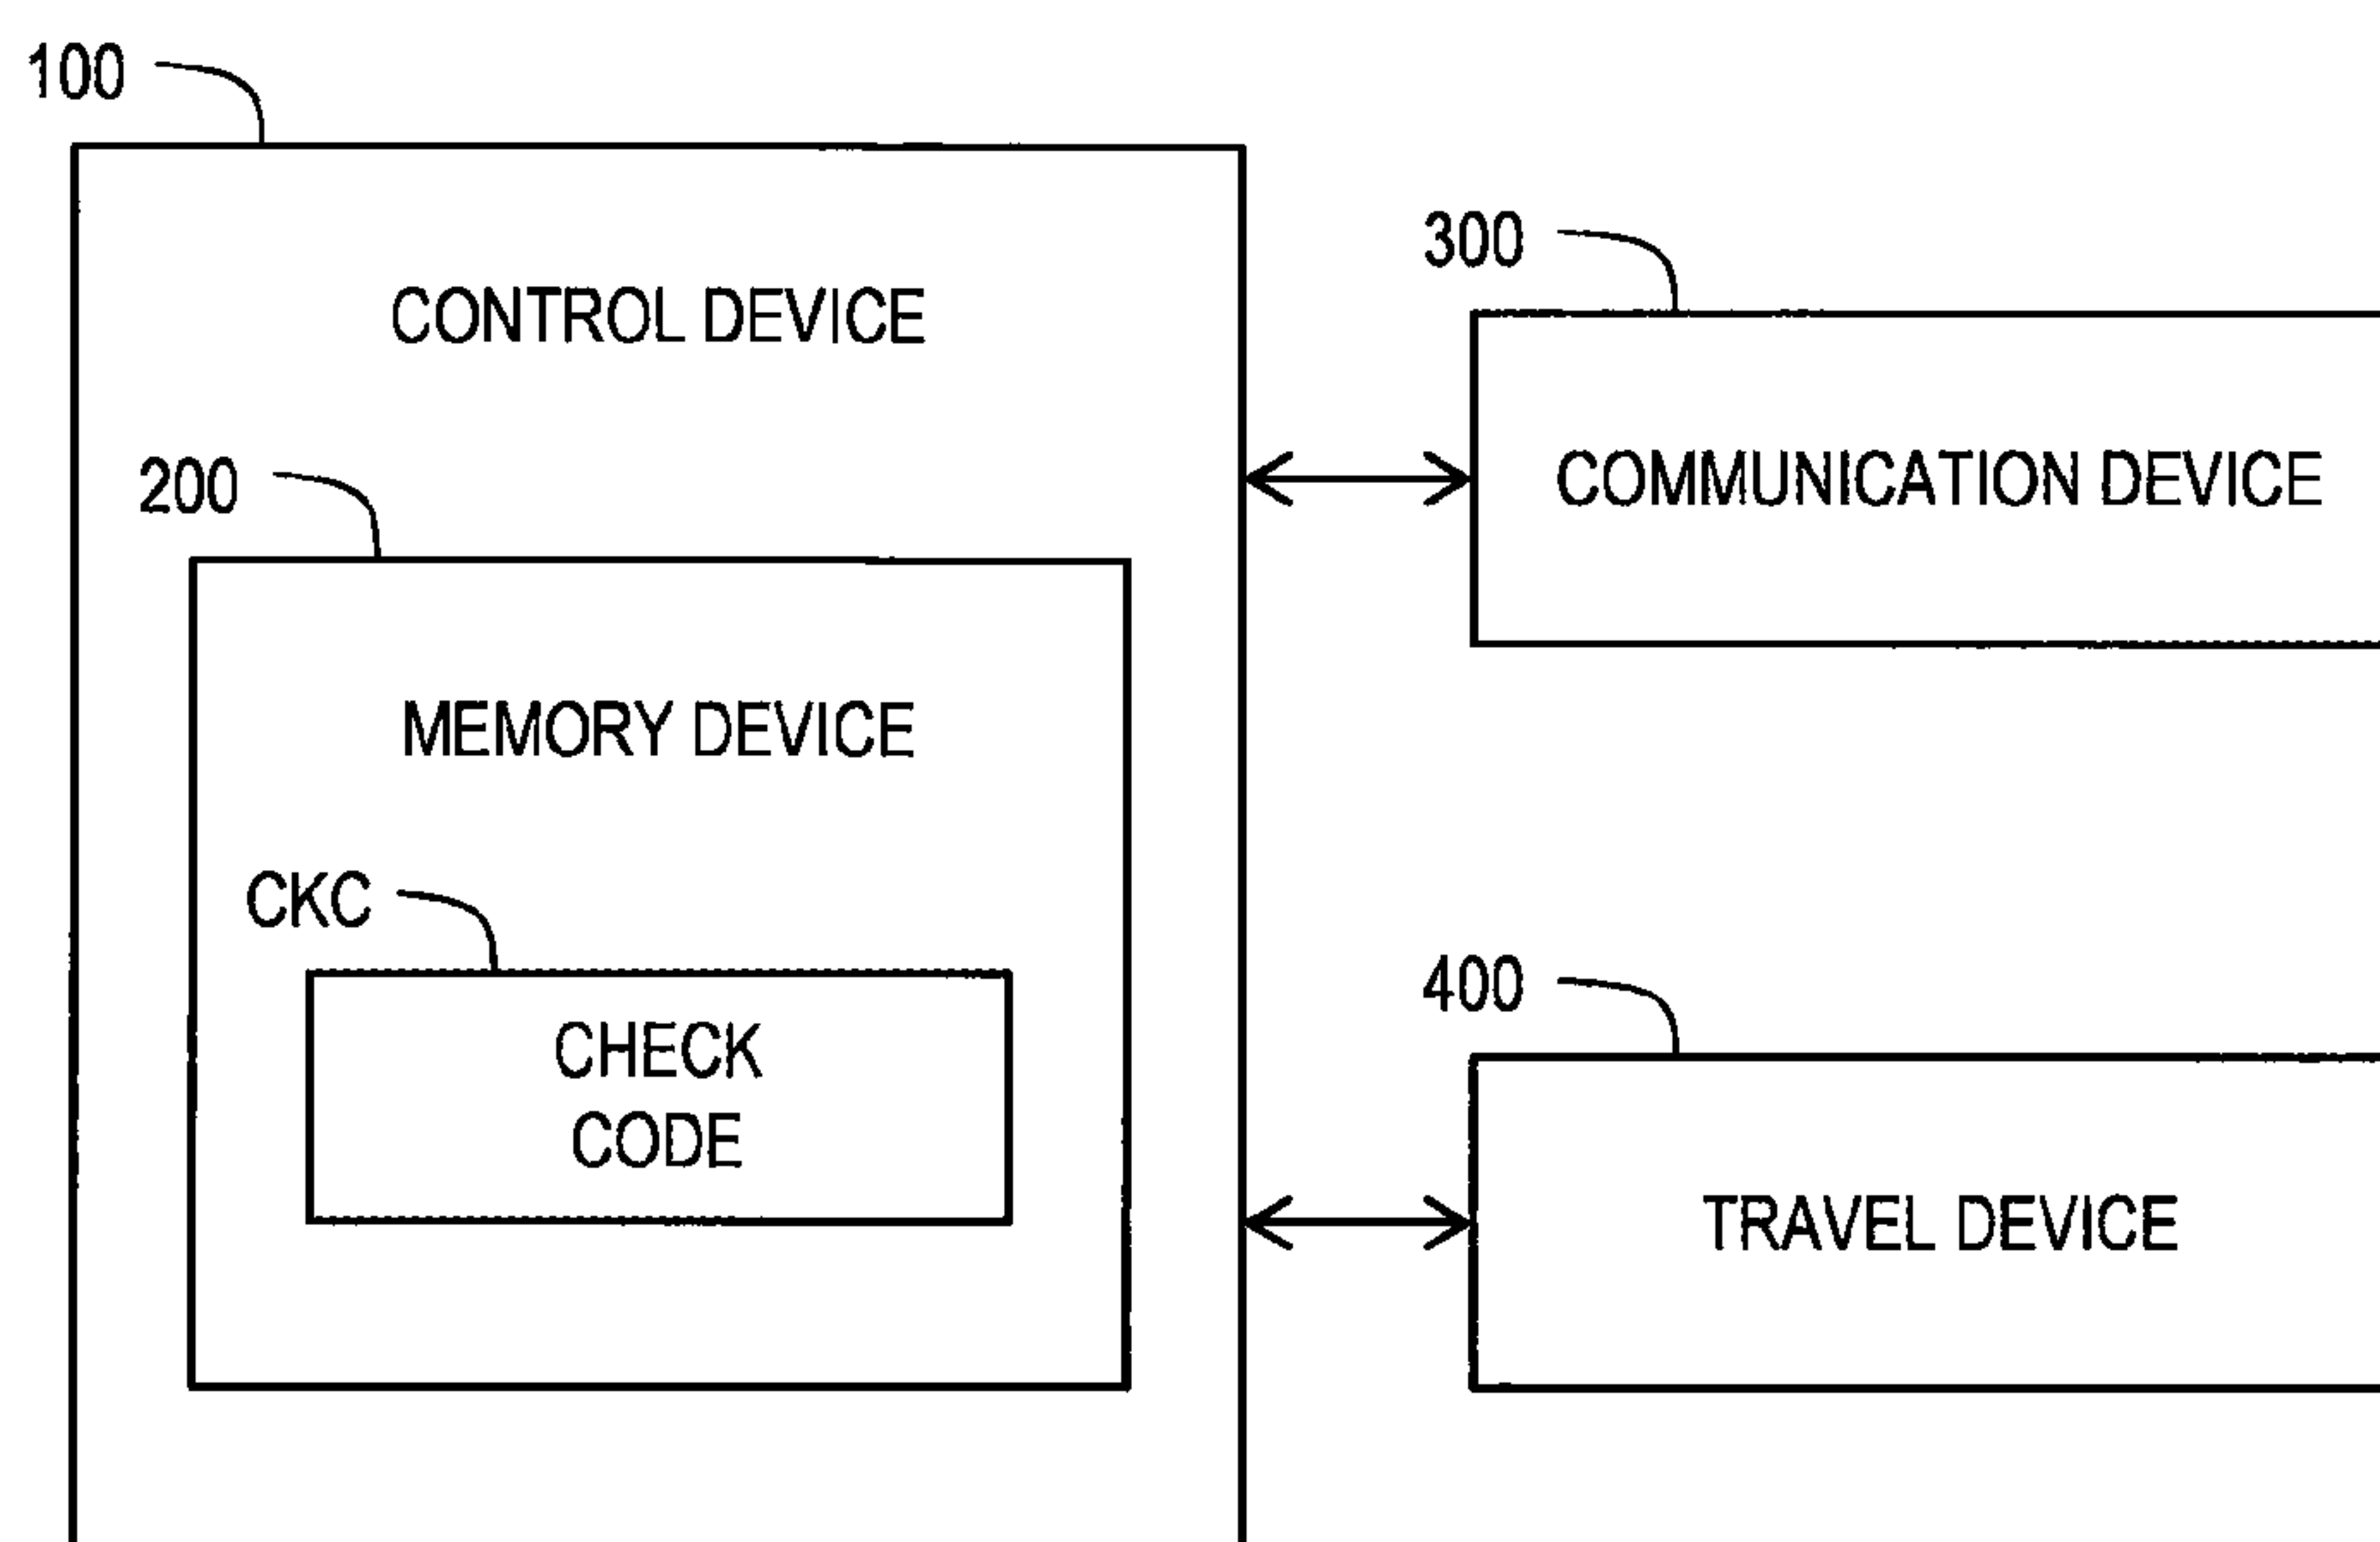 100
CONTROL DEVICE
200
MEMORY DEVICE
CKC
CHECK
CODE
300
COMMUNICATION DEVICE
400
TRAVEL DEVICE